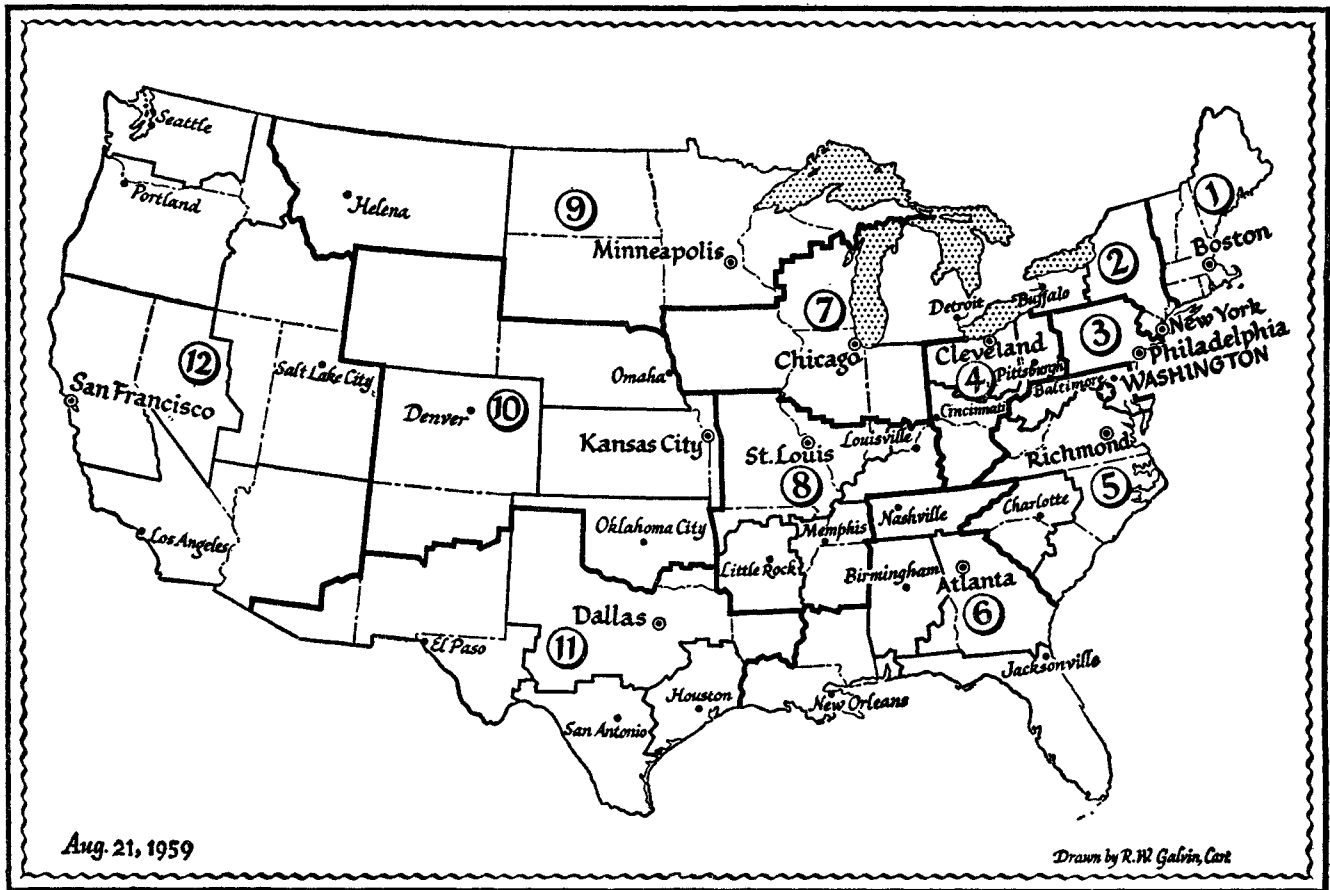 Seattle
Portland
Helena
9
Minneapolis
1
Boston
2
Buffalo
Detroit
7
Chicago
Cleveland
Pittsburgh
4
Cincinnati
3
New York
Philadelphia
Baltimore
WASHINGTON
12
San Francisco
Salt Lake City
Omaha
Denver
10
Kansas City
St. Louis
8
Louisville
Richmond
5
Los Angeles
Oklahoma City
Little Rock
Memphis
Nashville
Charlotte
Birmingham
Atlanta
6
Dallas
11
El Paso
Houston
San Antonio
New Orleans
Jacksonville
Aug. 21, 1959
Drawn by R.W. Galvin, Cart.